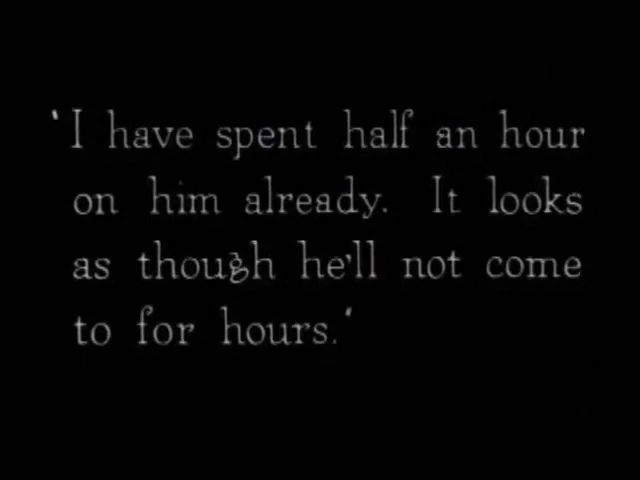 'I have spent half an hour
on him already. It looks
as though he'll not come
to for hours.'